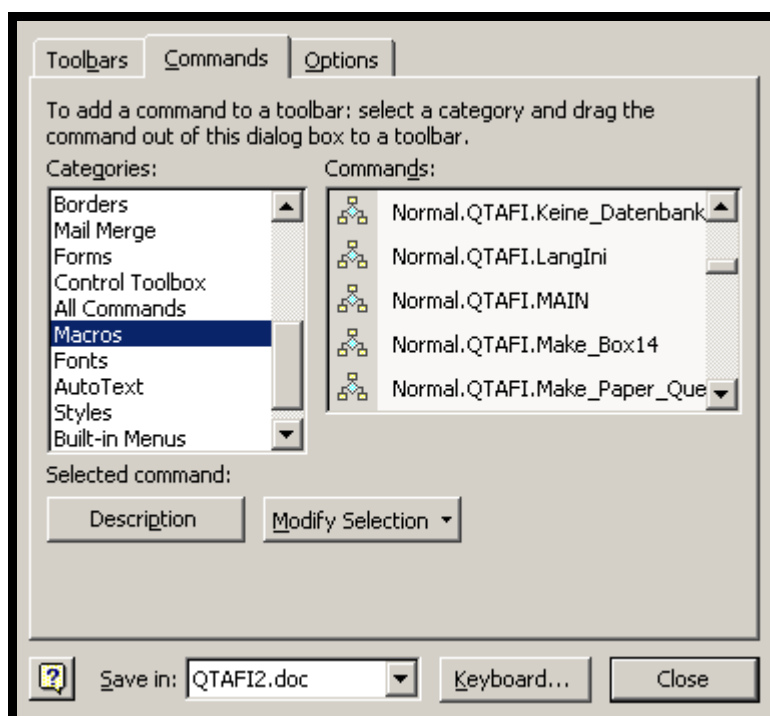 Toolbars Commands Options
To add a command to a toolbar: select a category and drag the
command out of this dialog box to a toolbar.
Categories: Commands:
Borders
Mail Merge
Forms
Control Toolbox
All Commands
Macros
Fonts
AutoText
Styles
Built-in Menus
Normal.QTAFI.Keine_Datenbank
Normal.QTAFI.LangIni
Normal.QTAFI.MAIN
Normal.QTAFI.Make_Box14
Normal.QTAFI.Make_Paper_Que
Selected command:
Description Modify Selection
Save in: QTAFI2.doc Keyboard... Close